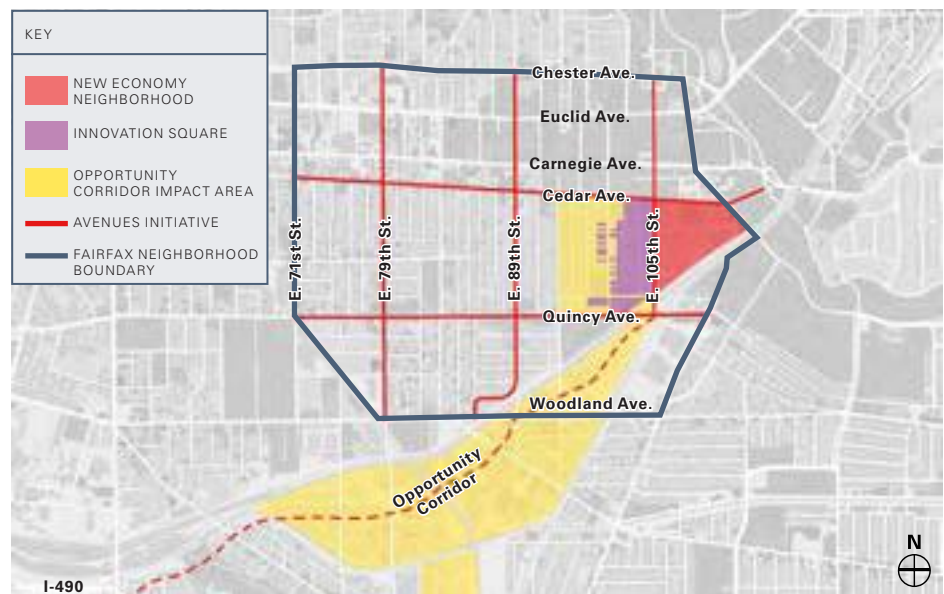 KEY
NEW ECONOMY
NEIGHBORHOOD
INNOVATION SQUARE
OPPORTUNITY
CORRIDOR IMPACT AREA
AVENUES INITIATIVE
FAIRFAX NEIGHBORHOOD
BOUNDARY
Chester Ave.
Euclid Ave.
Carnegie Ave.
Cedar Ave.
E. 71st St.
E. 79th St.
E. 89th St.
E. 105th St.
Quincy Ave.
Woodland Ave.
Opportunity
Corridor
I-490
N